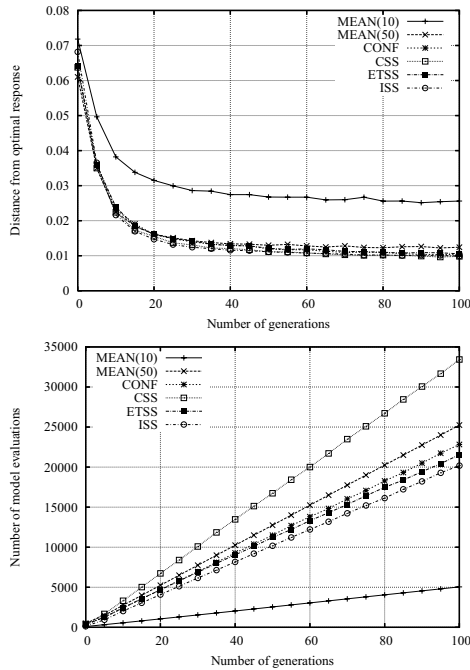 0.08
0.07
0.06
0.05
0.04
0.03
0.02
0.01
0
Distance from optimal response
MEAN(10)
MEAN(50)
CONF
CSS
ETSS
ISS
0 20 40 60 80 100
Number of generations
35000
30000
25000
20000
15000
10000
5000
0
Number of model evaluations
MEAN(10)
MEAN(50)
CONF
CSS
ETSS
ISS
0 20 40 60 80 100
Number of generations